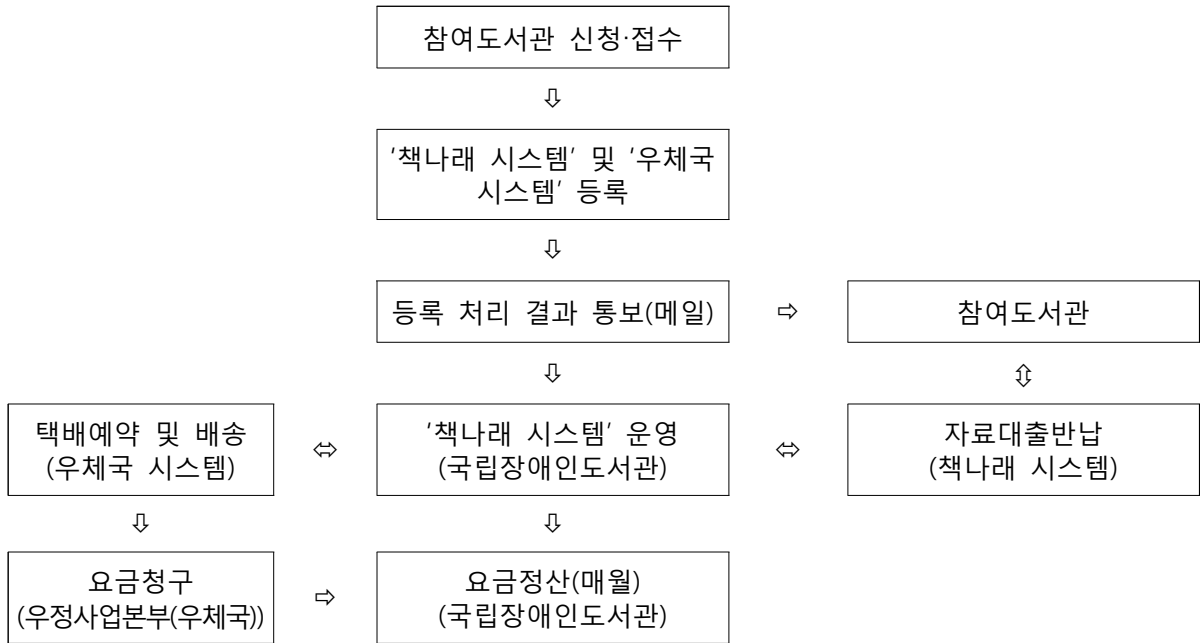 참여도서관 신청·접수
⇩
'책나래 시스템' 및 '우체국
시스템' 등록
⇩
등록 처리 결과 통보(메일) ⇨ 참여도서관
⇩ ⇳
택배예약 및 배송
(우체국 시스템)
⇔
'책나래 시스템' 운영
(국립장애인도서관)
⇔
자료대출반납
(책나래 시스템)
⇩ ⇩
요금청구
(우정사업본부(우체국))
⇨
요금정산(매월)
(국립장애인도서관)